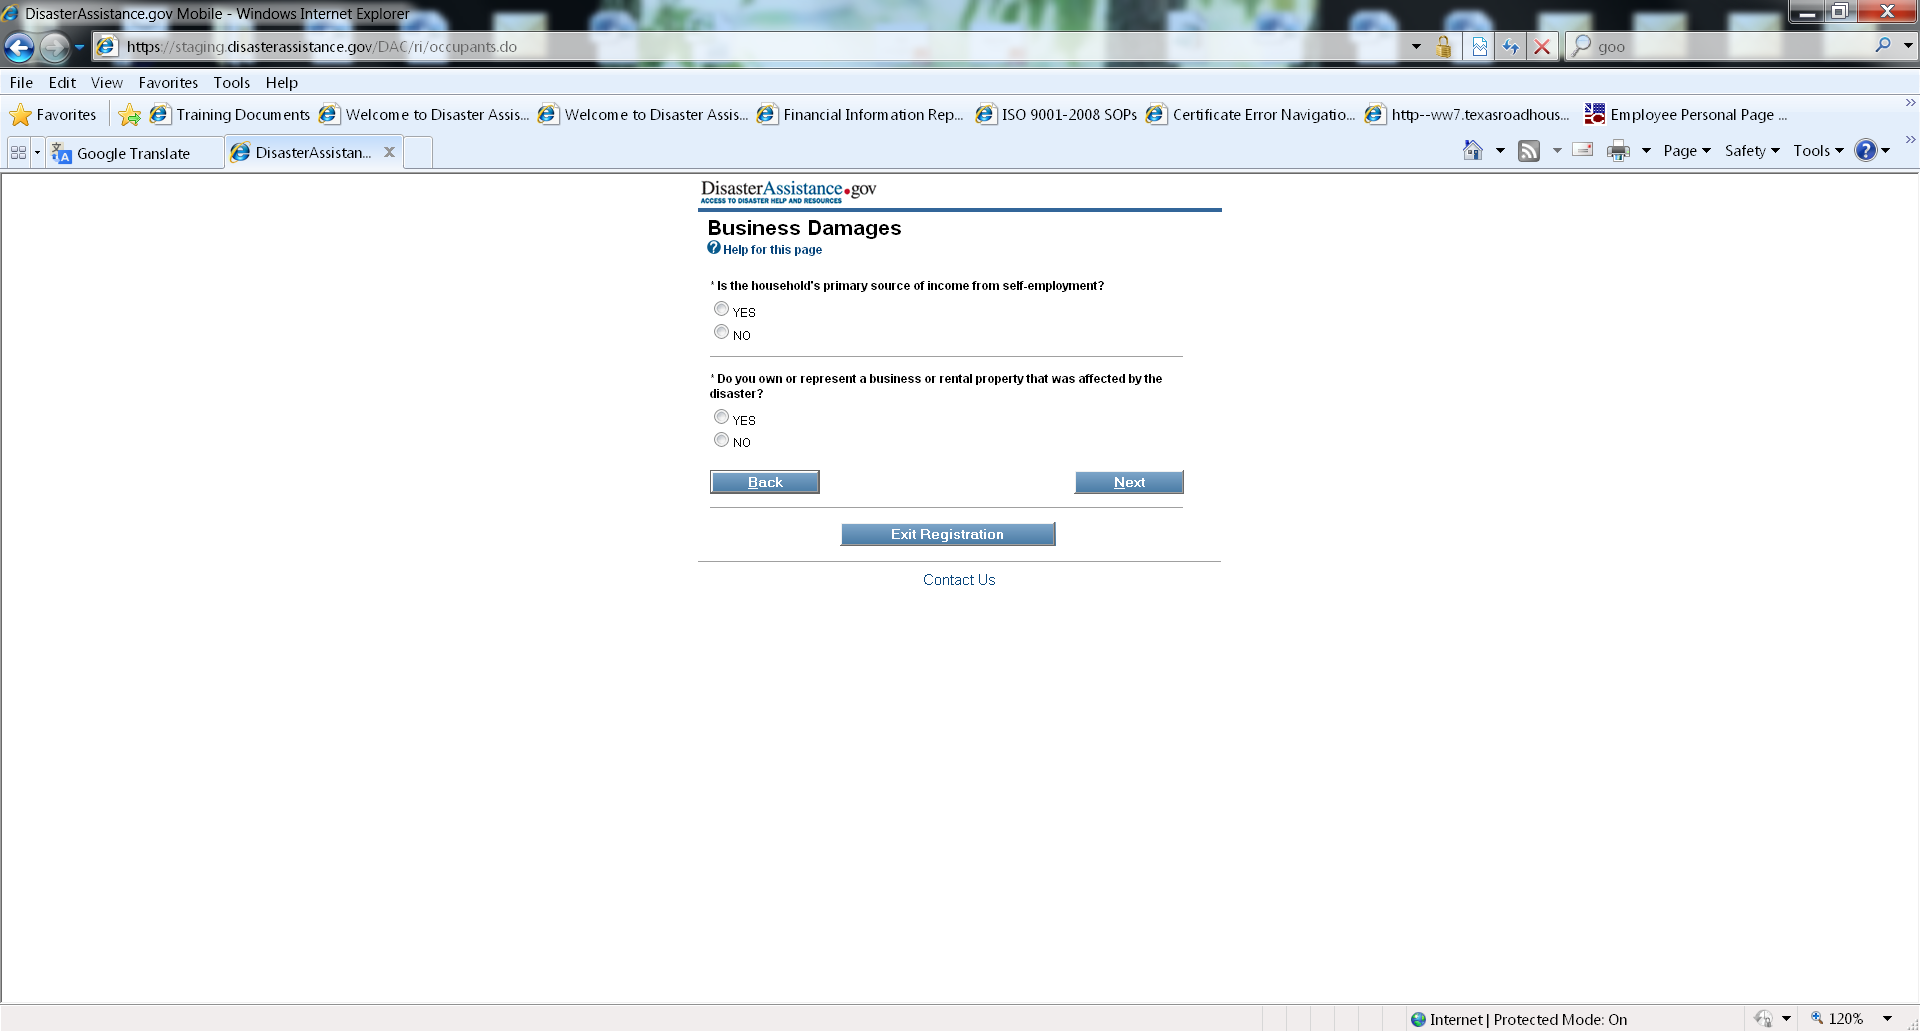 DisasterAssistance.gov Mobile - Windows Internet Explorer
https://staging.disasterassistance.gov/DAC/ri/occupants.do
goo
File Edit View Favorites Tools Help
Favorites Training Documents Welcome to Disaster Assis... Welcome to Disaster Assis... Financial Information Rep... ISO 9001-2008 SOPs Certificate Error Navigatio... http--ww7.texasroadhous... Employee Personal Page ...
Google Translate DisasterAssistan... Page Safety Tools
DisasterAssistance.gov
ACCESS TO DISASTER HELP AND RESOURCES
Business Damages
Help for this page
* Is the household's primary source of income from self-employment?
YES
NO
* Do you own or represent a business or rental property that was affected by the
disaster?
YES
NO
Back Next
Exit Registration
Contact Us
Internet | Protected Mode: On 120%